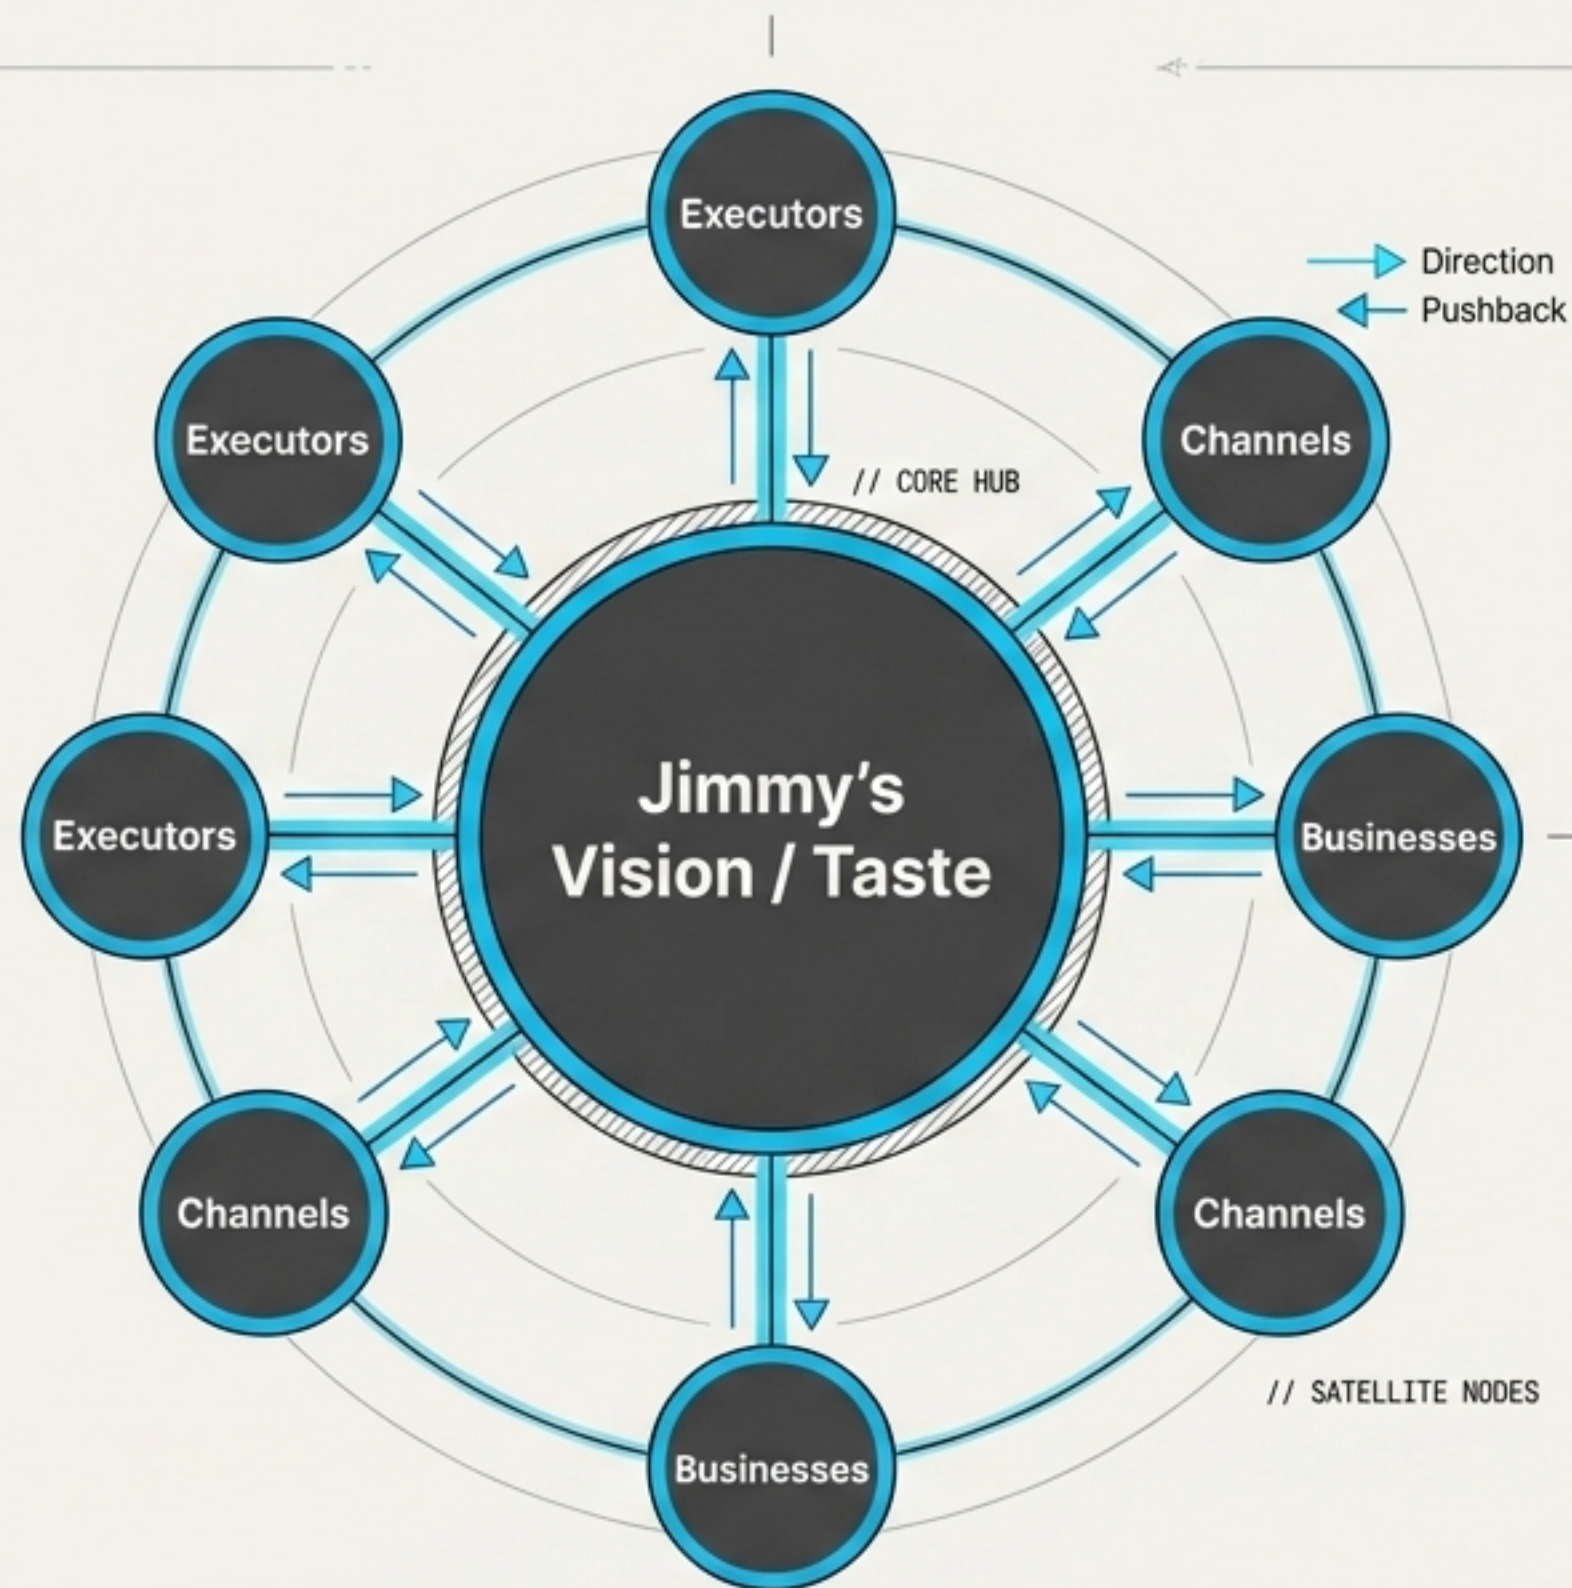 Executors
Direction
Pushback
Executors
Channels
// CORE HUB
Jimmy’s
Vision / Taste
Executors
Businesses
Channels
Channels
// SATELLITE NODES
Businesses